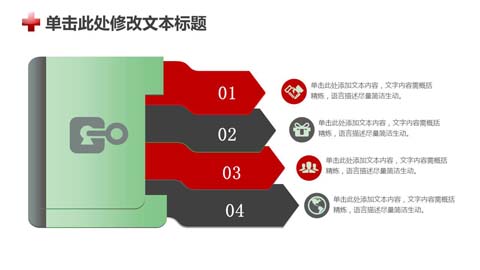 单击此处修改文本标题
01
单击此处添加文本内容，文字内容需概括
精炼，语言描述尽量简洁生动。
02
单击此处添加文本内容，文字内容需概括
精炼，语言描述尽量简洁生动。
03
单击此处添加文本内容，文字内容需概括
精炼，语言描述尽量简洁生动。
04
单击此处添加文本内容，文字内容需概括
精炼，语言描述尽量简洁生动。